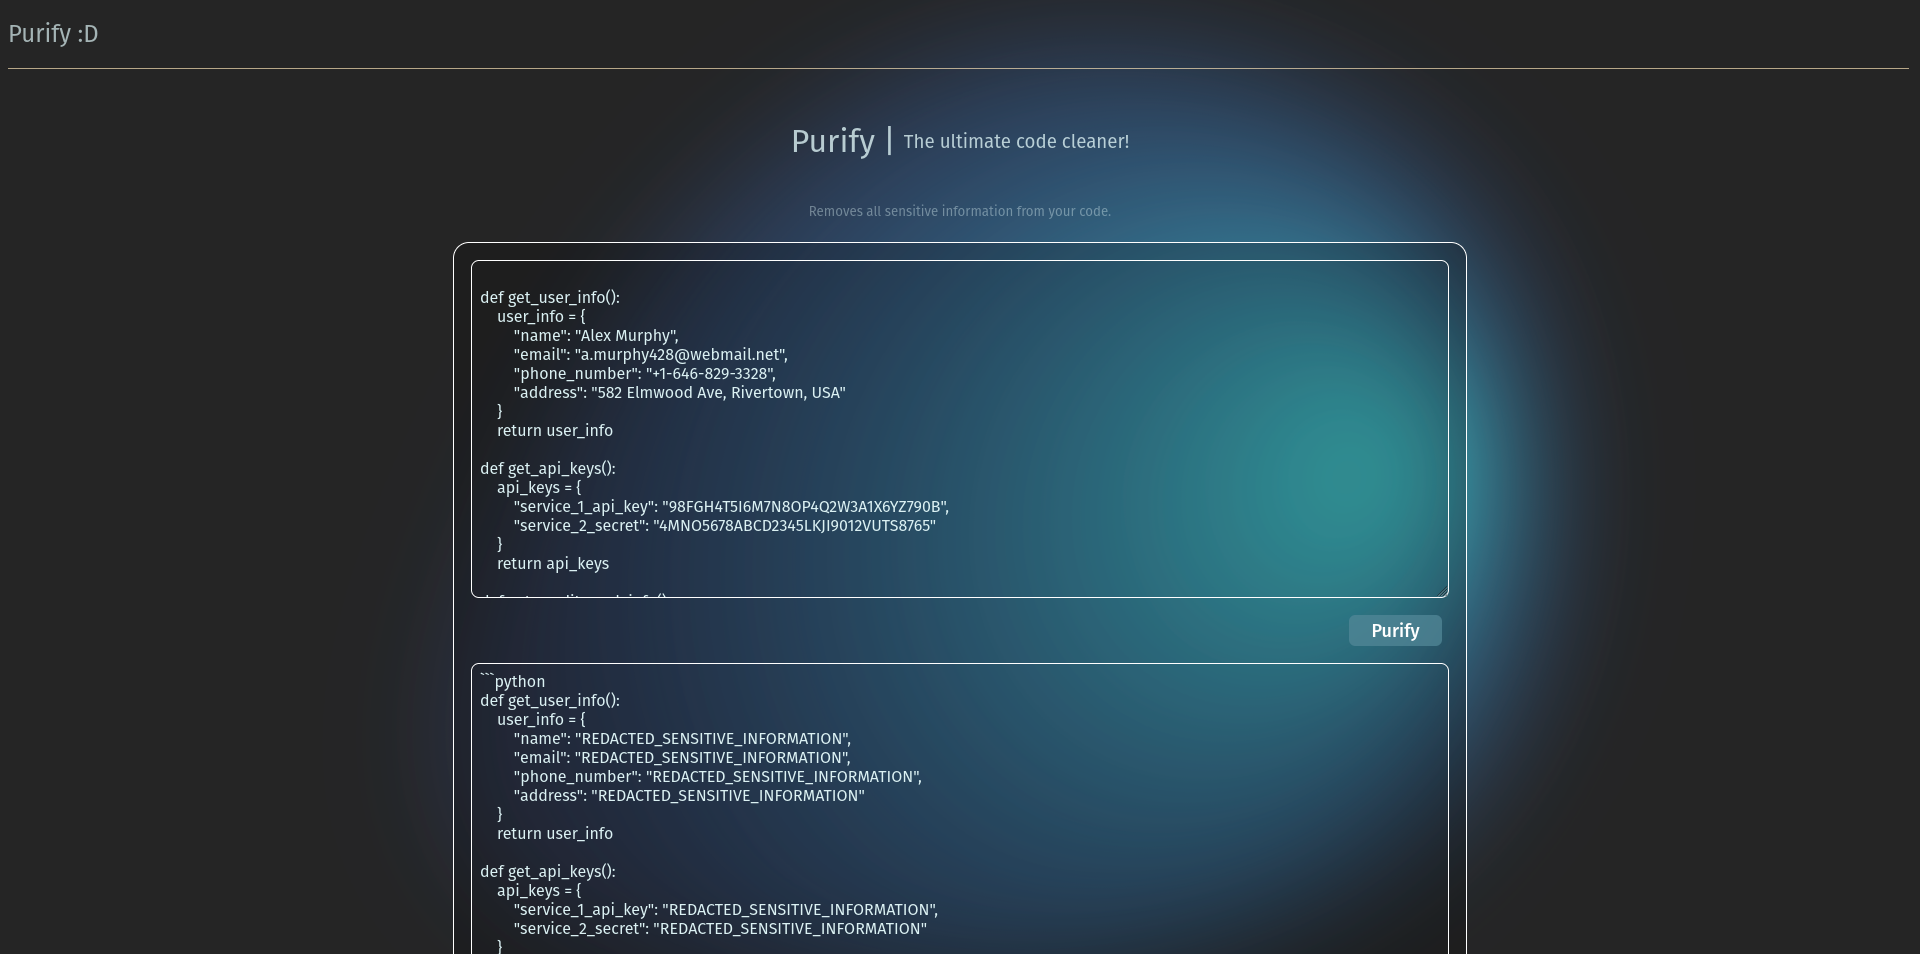 Purify :D
Purify | The ultimate code cleaner!
Removes all sensitive information from your code.
def get_user_info():
    user_info = {
        "name": "Alex Murphy",
        "email": "a.murphy428@webmail.net",
        "phone_number": "+1-646-829-3328",
        "address": "582 Elmwood Ave, Rivertown, USA"
    }
    return user_info
def get_api_keys():
    api_keys = {
        "service_1_api_key": "98FGH4T5I6M7N8OP4Q2W3A1X6YZ790B",
        "service_2_secret": "4MNO5678ABCD2345LKJI9012VUTS8765"
    }
    return api_keys
Purify
```python
def get_user_info():
    user_info = {
        "name": "REDACTED_SENSITIVE_INFORMATION",
        "email": "REDACTED_SENSITIVE_INFORMATION",
        "phone_number": "REDACTED_SENSITIVE_INFORMATION",
        "address": "REDACTED_SENSITIVE_INFORMATION"
    }
    return user_info
def get_api_keys():
    api_keys = {
        "service_1_api_key": "REDACTED_SENSITIVE_INFORMATION",
        "service_2_secret": "REDACTED_SENSITIVE_INFORMATION"
    }